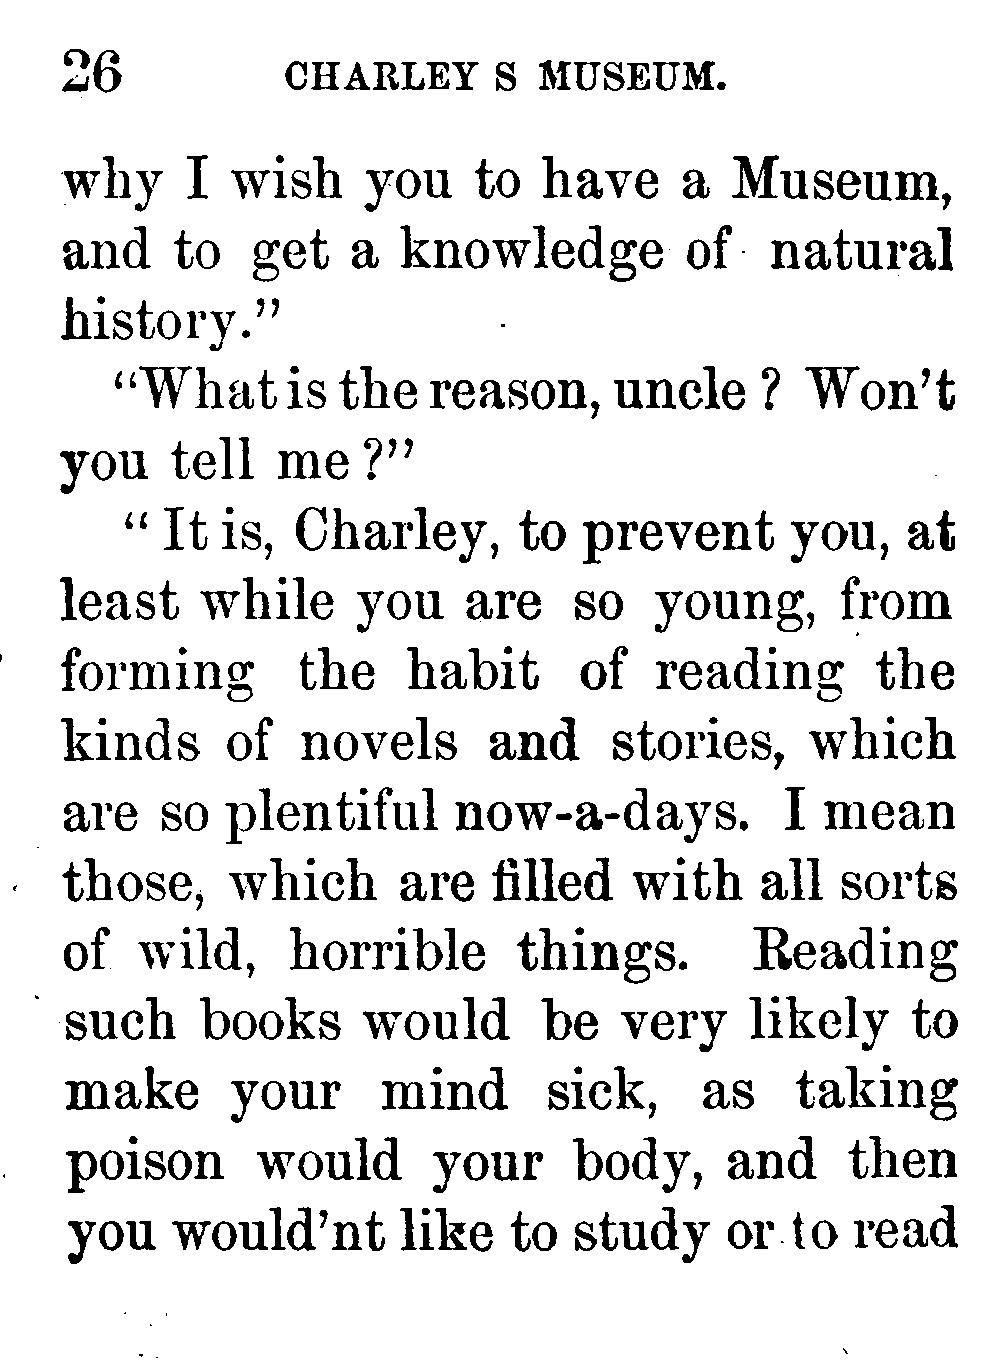 26 CHARLEY S MUSEUM.
why I wish you to have a Museum,
and to get a knowledge of natural
history."
"What is the reason, uncle? Won't
you tell me?"
"It is, Charley, to prevent you, at
least while you are so young, from
forming the habit of reading the
kinds of novels and stories, which
are so plentiful now-a-days. I mean
those, which are filled with all sorts
of wild, horrible things. Reading
such books would be very likely to
make your mind sick, as taking
poison would your body, and then
you would'nt like to study or to read